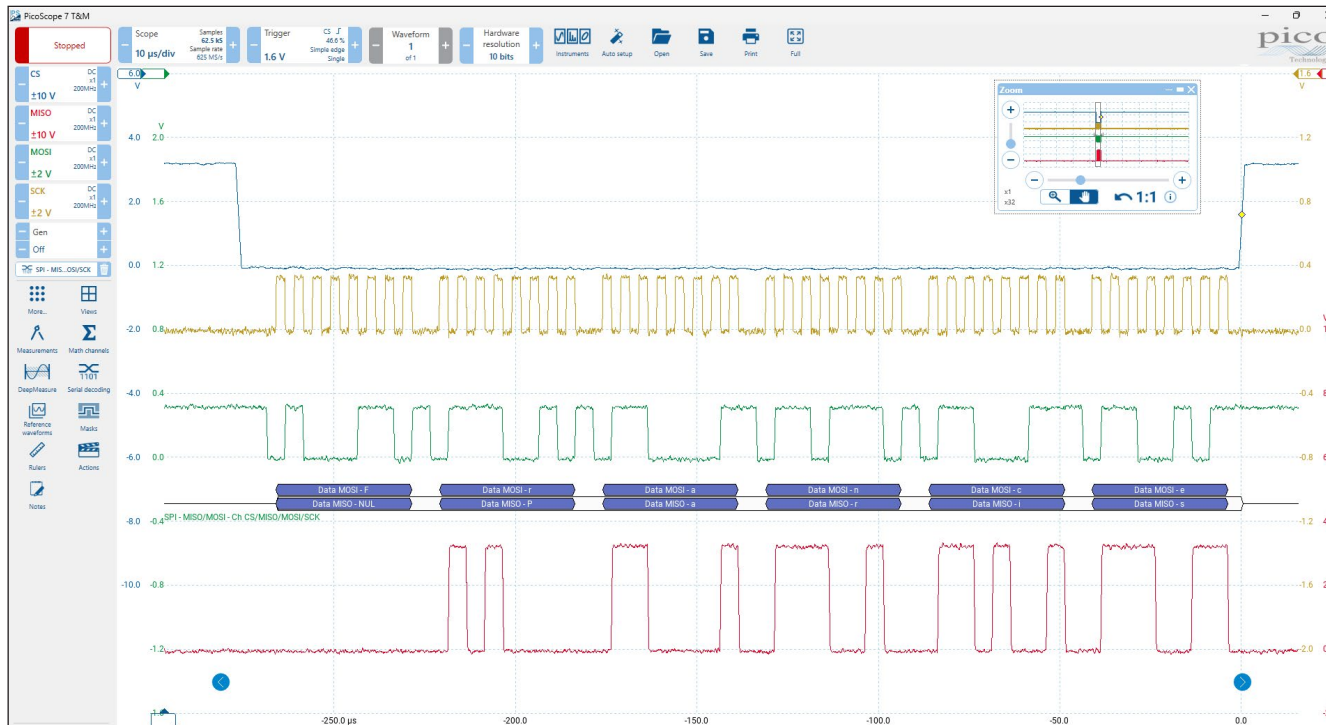 PicoScope 7 T&M
Stopped
Scope
10 µs/div
Samples
62.5 kS
Sample rate
625 MS/s
Trigger
1.6 V
CS
46.6 %
Simple edge
Single
Waveform
1
of 1
Hardware
resolution
10 bits
Instruments
Auto setup
Open
Save
Print
Full
pico
Technology
CS
±10 V
DC
x1
200MHz
MISO
±10 V
DC
x1
200MHz
MOSI
±2 V
DC
x1
200MHz
SCK
±2 V
DC
x1
200MHz
Gen
Off
SPI - MIS...OSI/SCK
More...
Views
Measurements
Math channels
DeepMeasure
1101
Serial decoding
Reference
waveforms
Masks
Rulers
Actions
Notes
6.0
V
4.0
2.0
0.0
-2.0
-4.0
-6.0
-8.0
-10.0
V
2.0
1.6
1.2
0.8
0.4
0.0
-0.4
-0.8
-1.2
-1.6
Zoom
x1
x32
1:1
Data MOSI - F
Data MOSI - r
Data MOSI - a
Data MOSI - n
Data MOSI - c
Data MOSI - e
Data MISO - NUL
Data MISO - P
Data MISO - a
Data MISO - r
Data MISO - i
Data MISO - s
SPI - MISO/MOSI - Ch CS/MISO/MOSI/SCK
1.6
V
1.2
0.8
0.4
0.0
-0.4
-0.8
-1.2
-1.6
-2.0
-250.0 µs
-200.0
-150.0
-100.0
-50.0
0.0